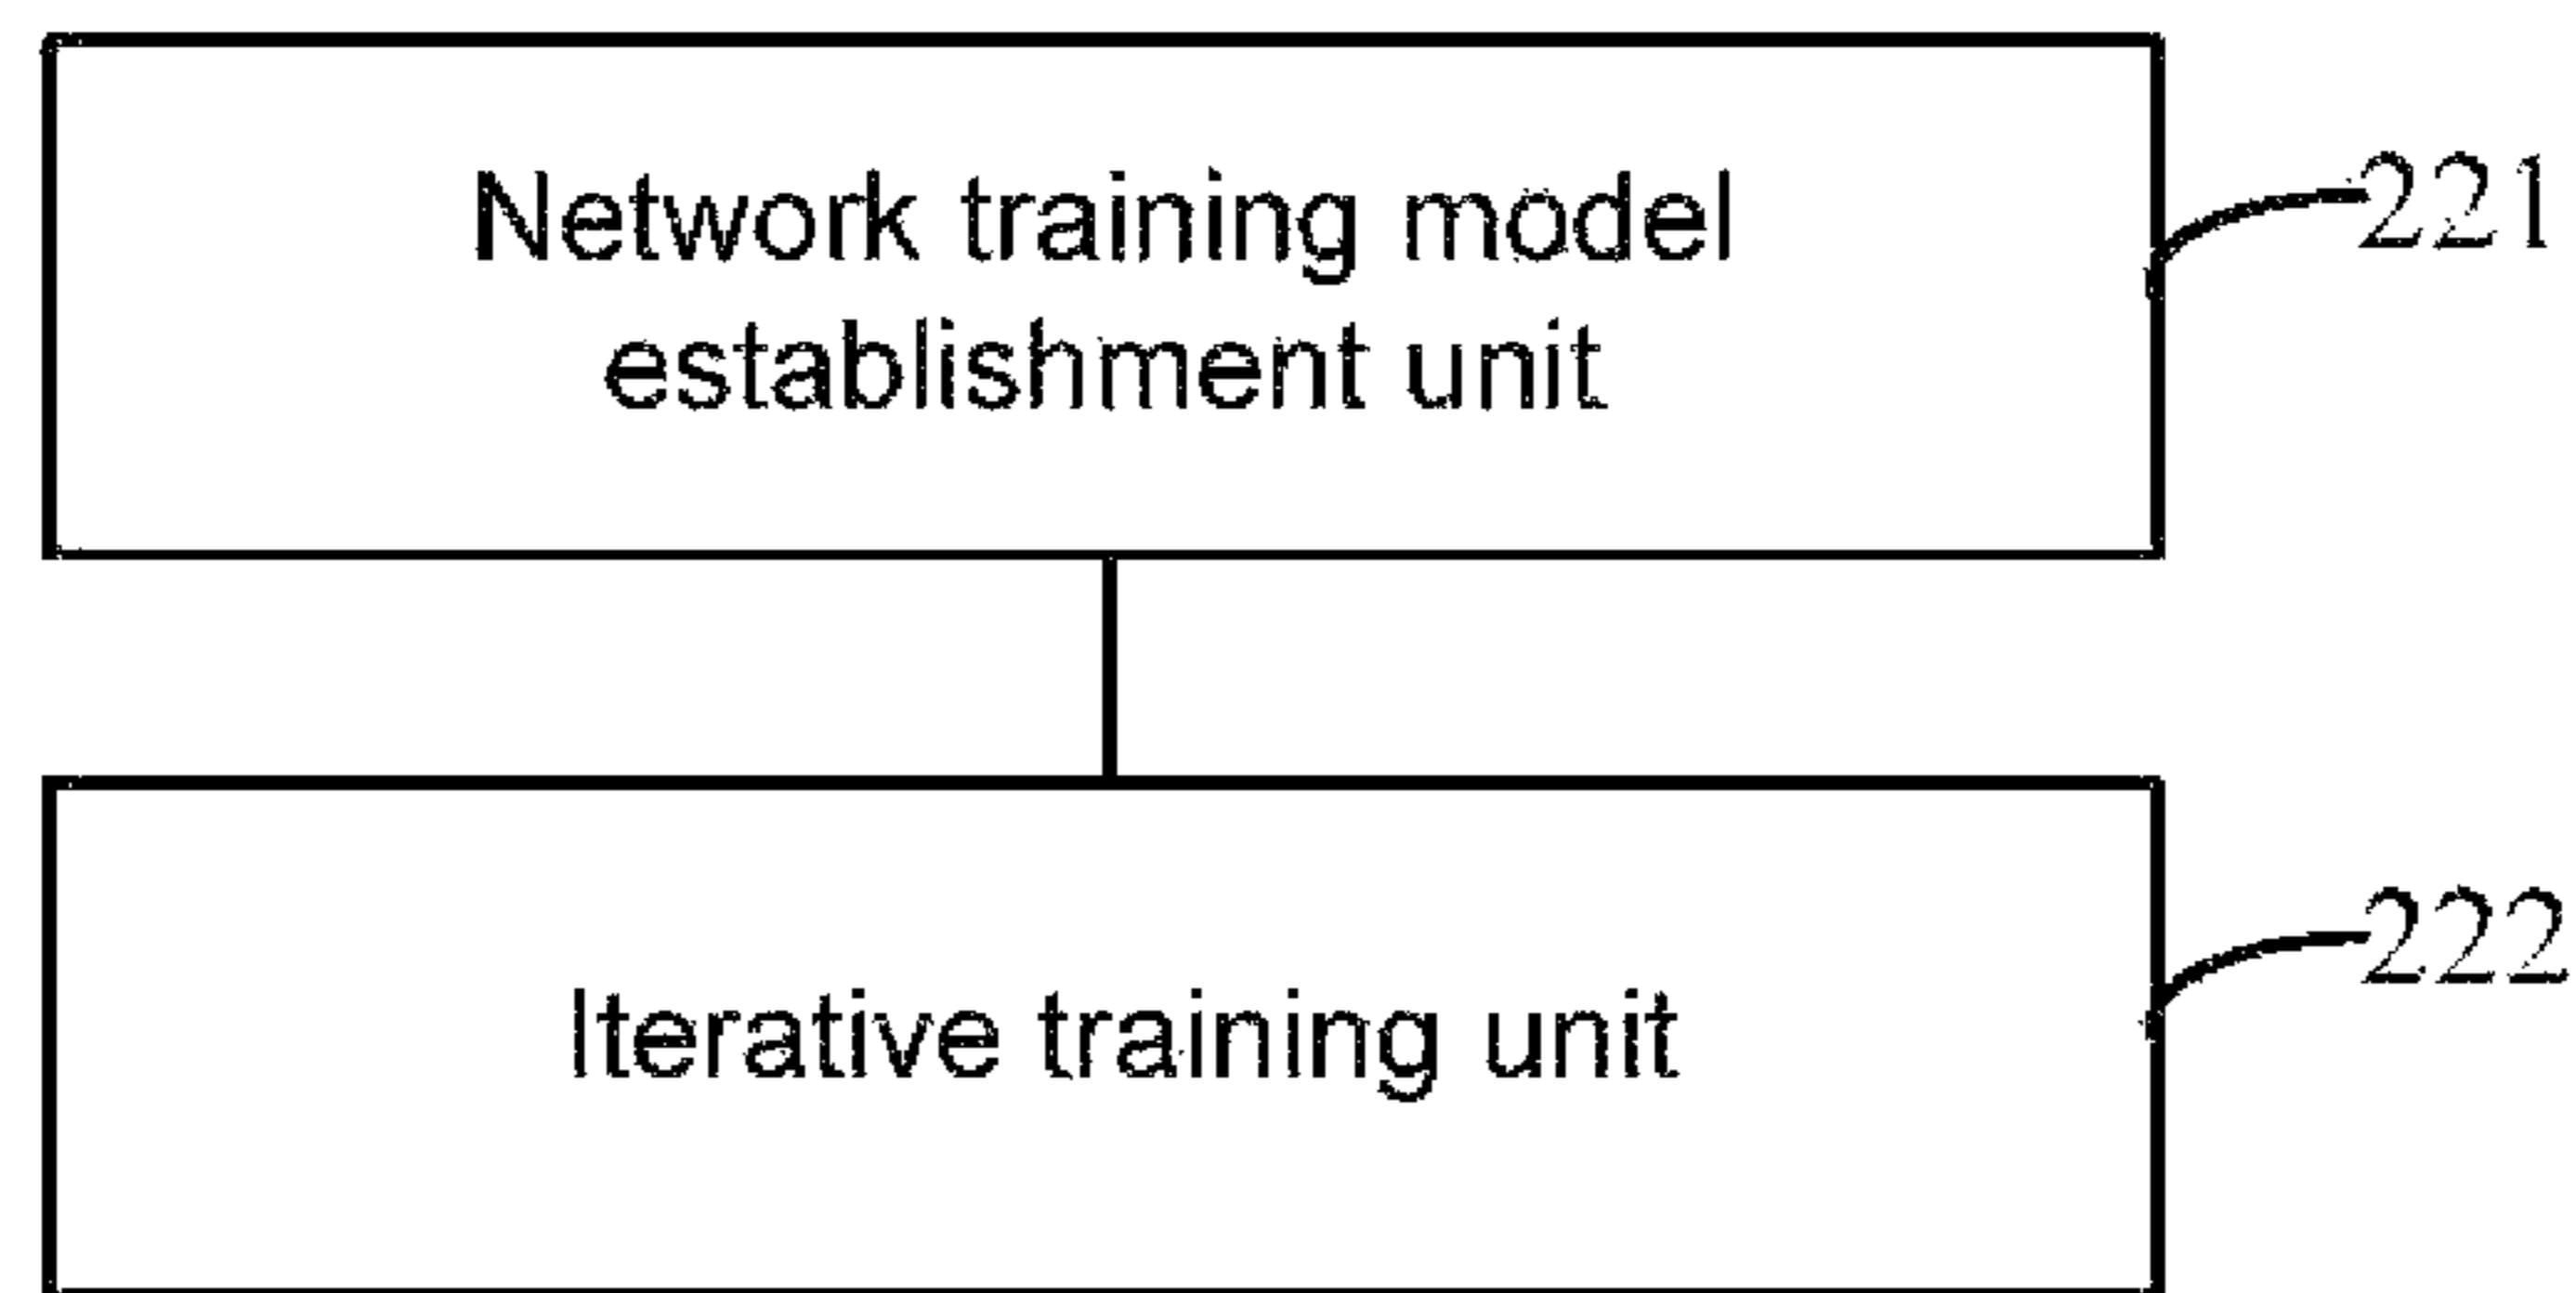 Network training model
establishment unit
221
Iterative training unit
222